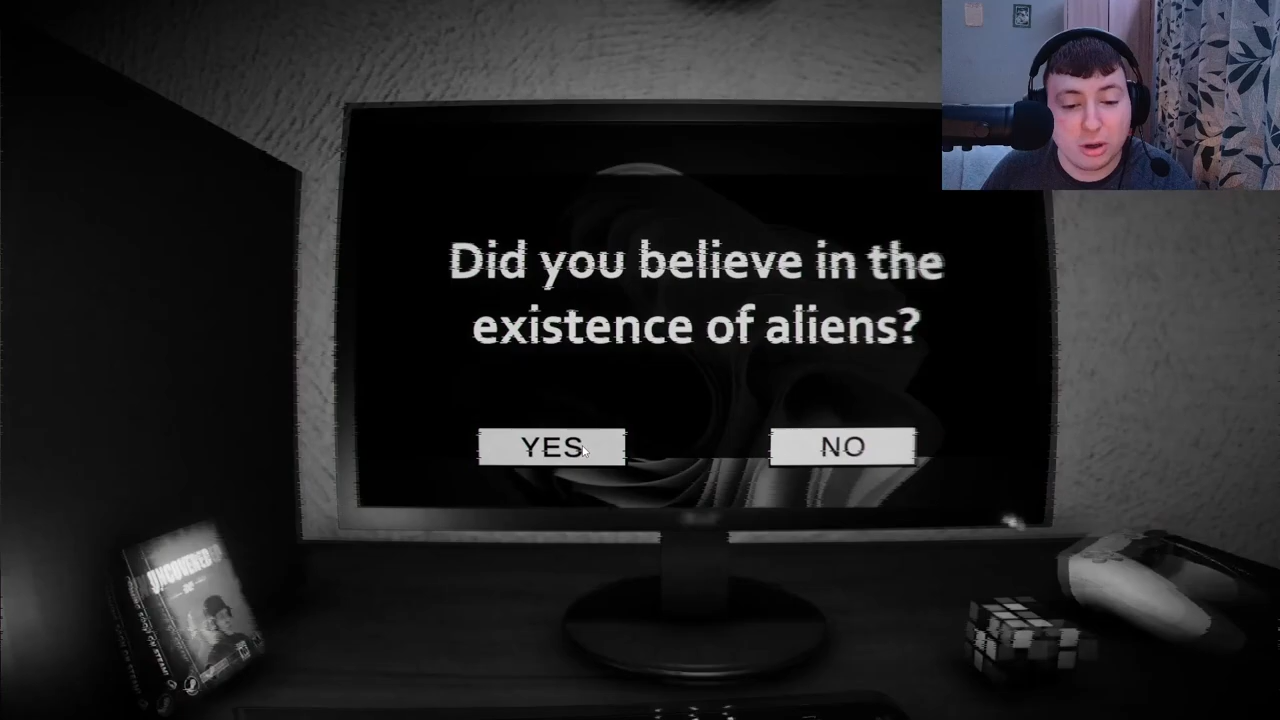 Did you believe in the
existence of aliens?
YES
NO
UNCOVERED